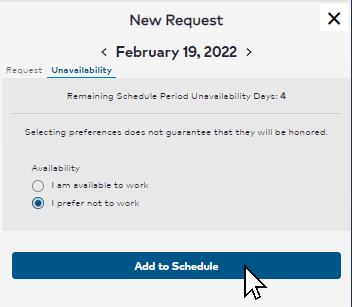 New Request
February 19, 2022
Request Unavailability
Remaining Schedule Period Unavailability Days: 4
Selecting preferences does not guarantee that they will be honored.
Availability
I am available to work
I prefer not to work
Add to Schedule